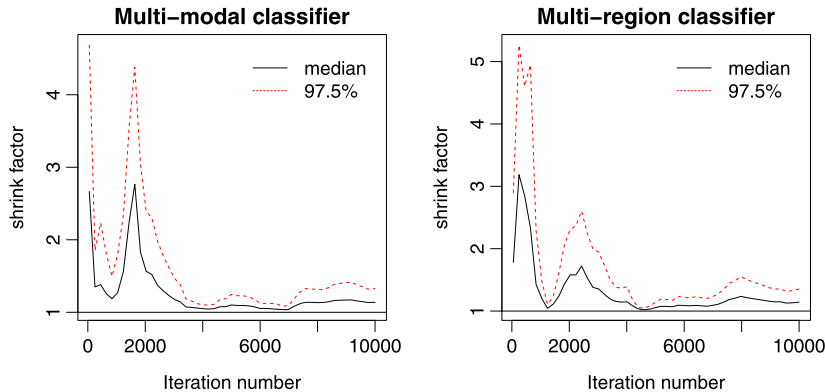 Multi−modal classifier
shrink factor
1
2
3
4
median
97.5%
0
2000
6000
10000
Iteration number
Multi−region classifier
shrink factor
1
2
3
4
5
median
97.5%
0
2000
6000
10000
Iteration number